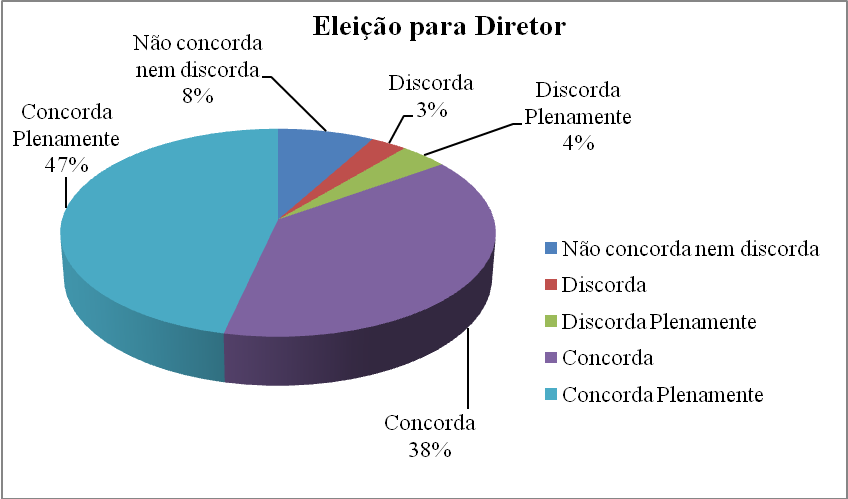 Eleição para Diretor
Não concorda
nem discorda
8%
Discorda
3%
Discorda
Plenamente
4%
Concorda
Plenamente
47%
Não concorda nem discorda
Discorda
Discorda Plenamente
Concorda
Concorda Plenamente
Concorda
38%